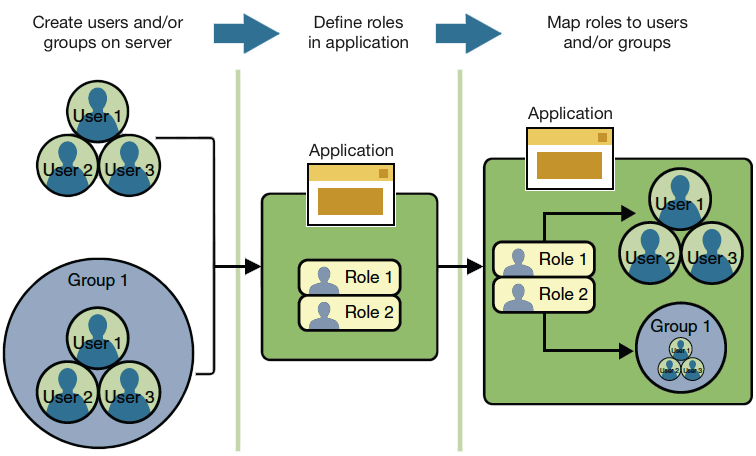 Create users and/or
groups on server
Define roles
in application
Map roles to users
and/or groups
User 1
User 2 User 3
Group 1
User 1
User 2 User 3
Application
Role 1
Role 2
Application
Role 1
Role 2
User 1
User 2 User 3
Group 1
User 1
User 2 User 3